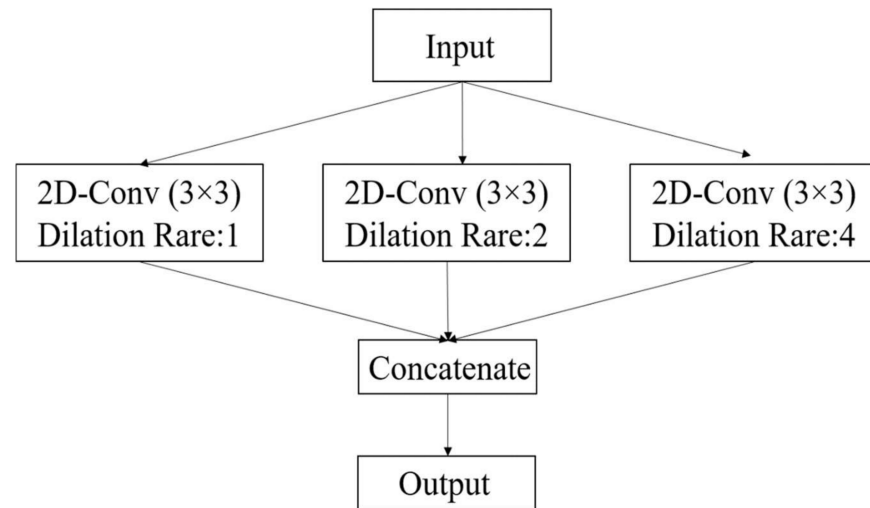 Input
2D-Conv (3×3)
Dilation Rare:1
2D-Conv (3×3)
Dilation Rare:2
2D-Conv (3×3)
Dilation Rare:4
Concatenate
Output